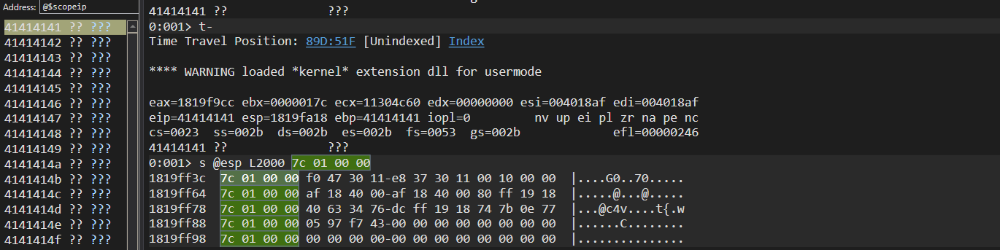 Address: @$scopeip
41414141 ?? ???
41414142 ?? ???
41414143 ?? ???
41414144 ?? ???
41414145 ?? ???
41414146 ?? ???
41414147 ?? ???
41414148 ?? ???
41414149 ?? ???
4141414a ?? ???
4141414b ?? ???
4141414c ?? ???
4141414d ?? ???
4141414e ?? ???
4141414f ?? ???
41414141 ??              ???
0:001> t-
Time Travel Position: 89D:51F [Unindexed] Index
**** WARNING loaded *kernel* extension dll for usermode
eax=1819f9cc ebx=0000017c ecx=11304c60 edx=00000000 esi=004018af edi=004018af
eip=41414141 esp=1819fa18 ebp=41414141 iopl=0         nv up ei pl zr na pe nc
cs=0023  ss=002b  ds=002b  es=002b  fs=0053  gs=002b             efl=00000246
41414141 ??              ???
0:001> s @esp L2000 7c 01 00 00
1819ff3c  7c 01 00 00 f0 47 30 11-e8 37 30 11 00 10 00 00  |....G0..70.....
1819ff64  7c 01 00 00 af 18 40 00-af 18 40 00 80 ff 19 18  |.....@...@.....
1819ff78  7c 01 00 00 40 63 34 76-dc ff 19 18 74 7b 0e 77  |...@c4v....t{.w
1819ff88  7c 01 00 00 05 97 f7 43-00 00 00 00 00 00 00 00  |......C........
1819ff98  7c 01 00 00 00 00 00 00-00 00 00 00 00 00 00 00  |...............